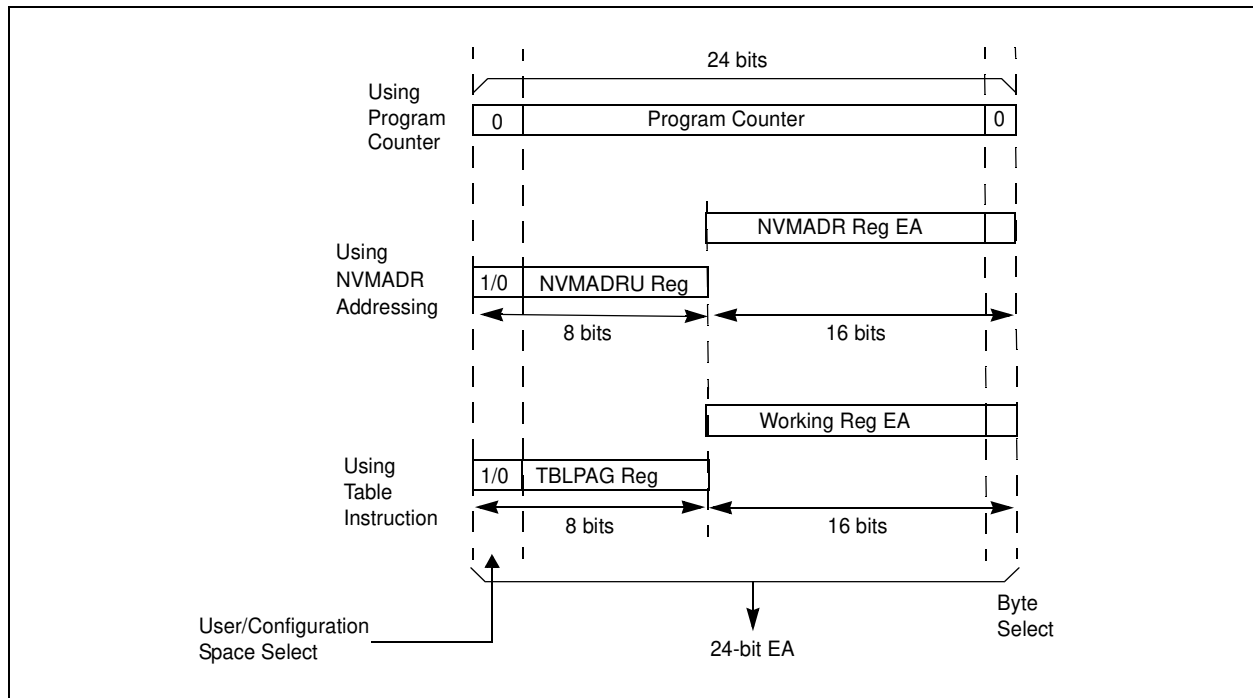 24 bits
Using
Program
Counter
0
Program Counter
0
NVMADR Reg EA
Using
NVMADR
Addressing
1/0
NVMADRU Reg
8 bits
16 bits
Working Reg EA
Using
Table
Instruction
1/0
TBLPAG Reg
8 bits
16 bits
User/Configuration
Space Select
24-bit EA
Byte
Select